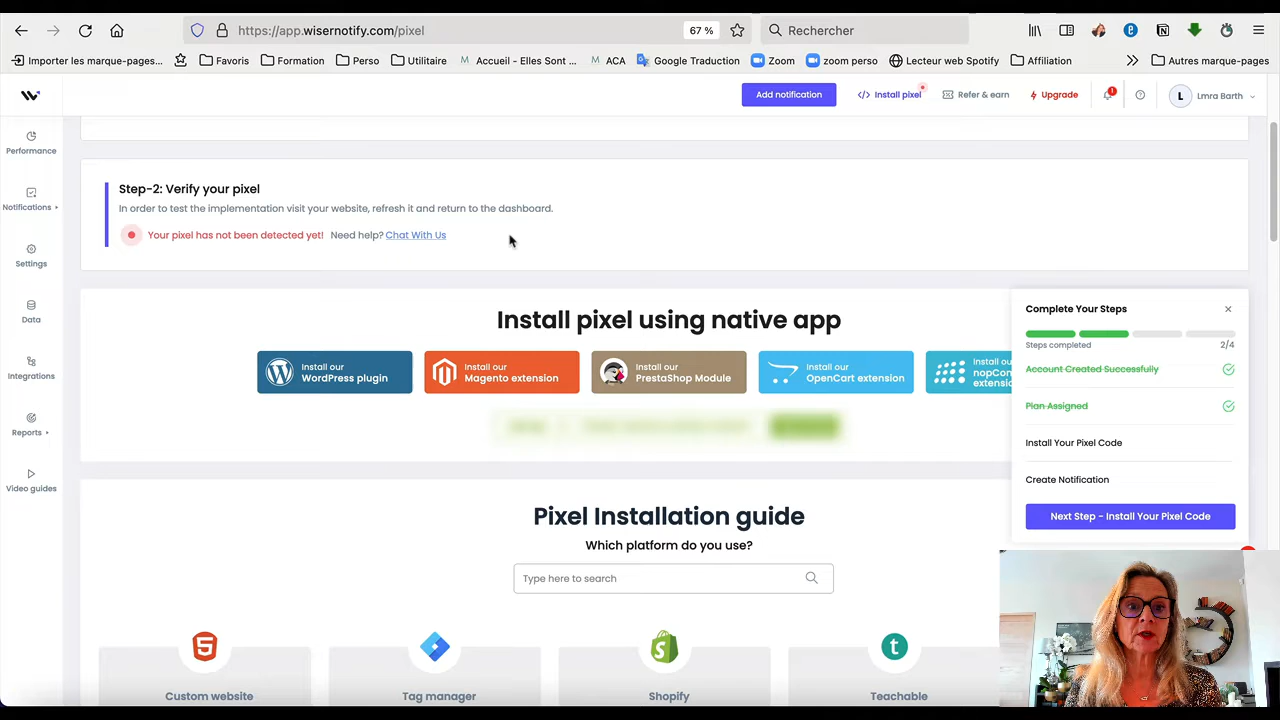 https://app.wisernotify.com/pixel
67 %
Rechercher
Importer les marque-pages...
Favoris
Formation
Perso
Utilitaire
Accueil - Elles Sont ...
ACA
Google Traduction
Zoom
zoom perso
Lecteur web Spotify
Affiliation
Autres marque-pages
Add notification
</> Install pixel
Refer & earn
Upgrade
1
L
Lmra Barth
Performance
Notifications
Settings
Data
Integrations
Reports
Video guides
Step-2: Verify your pixel
In order to test the implementation visit your website, refresh it and return to the dashboard.
Your pixel has not been detected yet! Need help? Chat With Us
Install pixel using native app
Install our
WordPress plugin
Install our
Magento extension
Install our
PrestaShop Module
Install our
OpenCart extension
Pixel Installation guide
Which platform do you use?
Type here to search
Custom website
Tag manager
Shopify
t
Teachable
Complete Your Steps
Steps completed
2/4
Account Created Successfully
Plan Assigned
Install Your Pixel Code
Create Notification
Next Step - Install Your Pixel Code